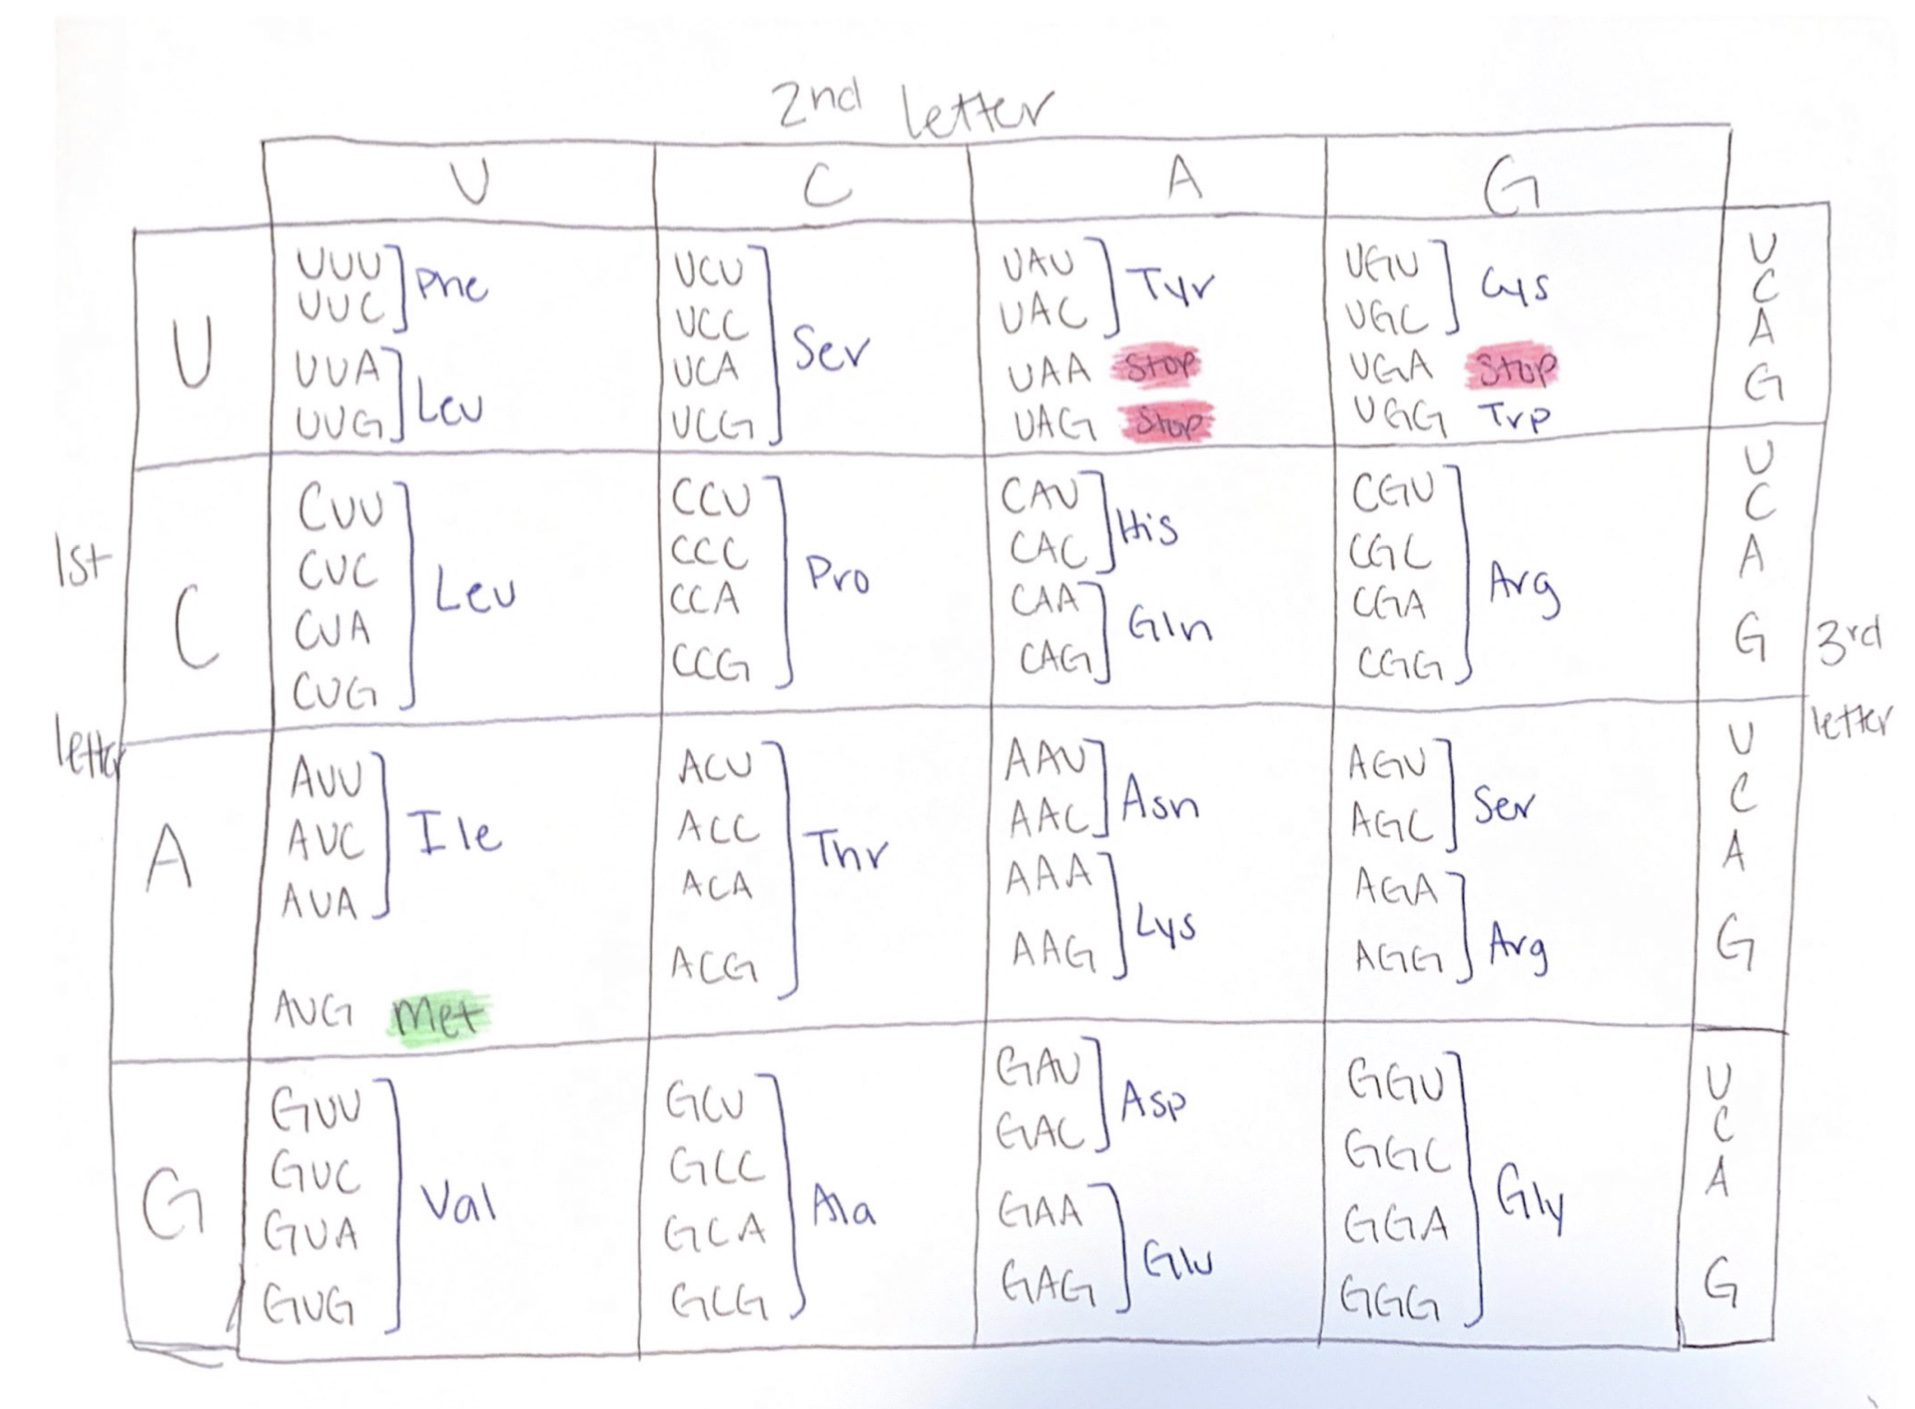 2nd letter
U C A G
U
UUU Phe
UUC
UUA Leu
UUG
UCU
UCC Ser
UCA
UCG
UAU Tyr
UAC
UAA Stop
UAG Stop
UGU Cys
UGC
UGA Stop
UGG Trp
U
C
A
G
1st letter
C
CUU
CUC Leu
CUA
CUG
CCU
CCC Pro
CCA
CCG
CAU His
CAC
CAA Gln
CAG
CGU
CGC Arg
CGA
CGG
U
C
A
G
3rd letter
A
AUU
AUC Ile
AUA
AUG Met
ACU
ACC Thr
ACA
ACG
AAU Asn
AAC
AAA Lys
AAG
AGU Ser
AGC
AGA Arg
AGG
U
C
A
G
G
GUU
GUC Val
GUA
GUG
GCU
GCC Ala
GCA
GCG
GAU Asp
GAC
GAA Glu
GAG
GGU
GGC Gly
GGA
GGG
U
C
A
G